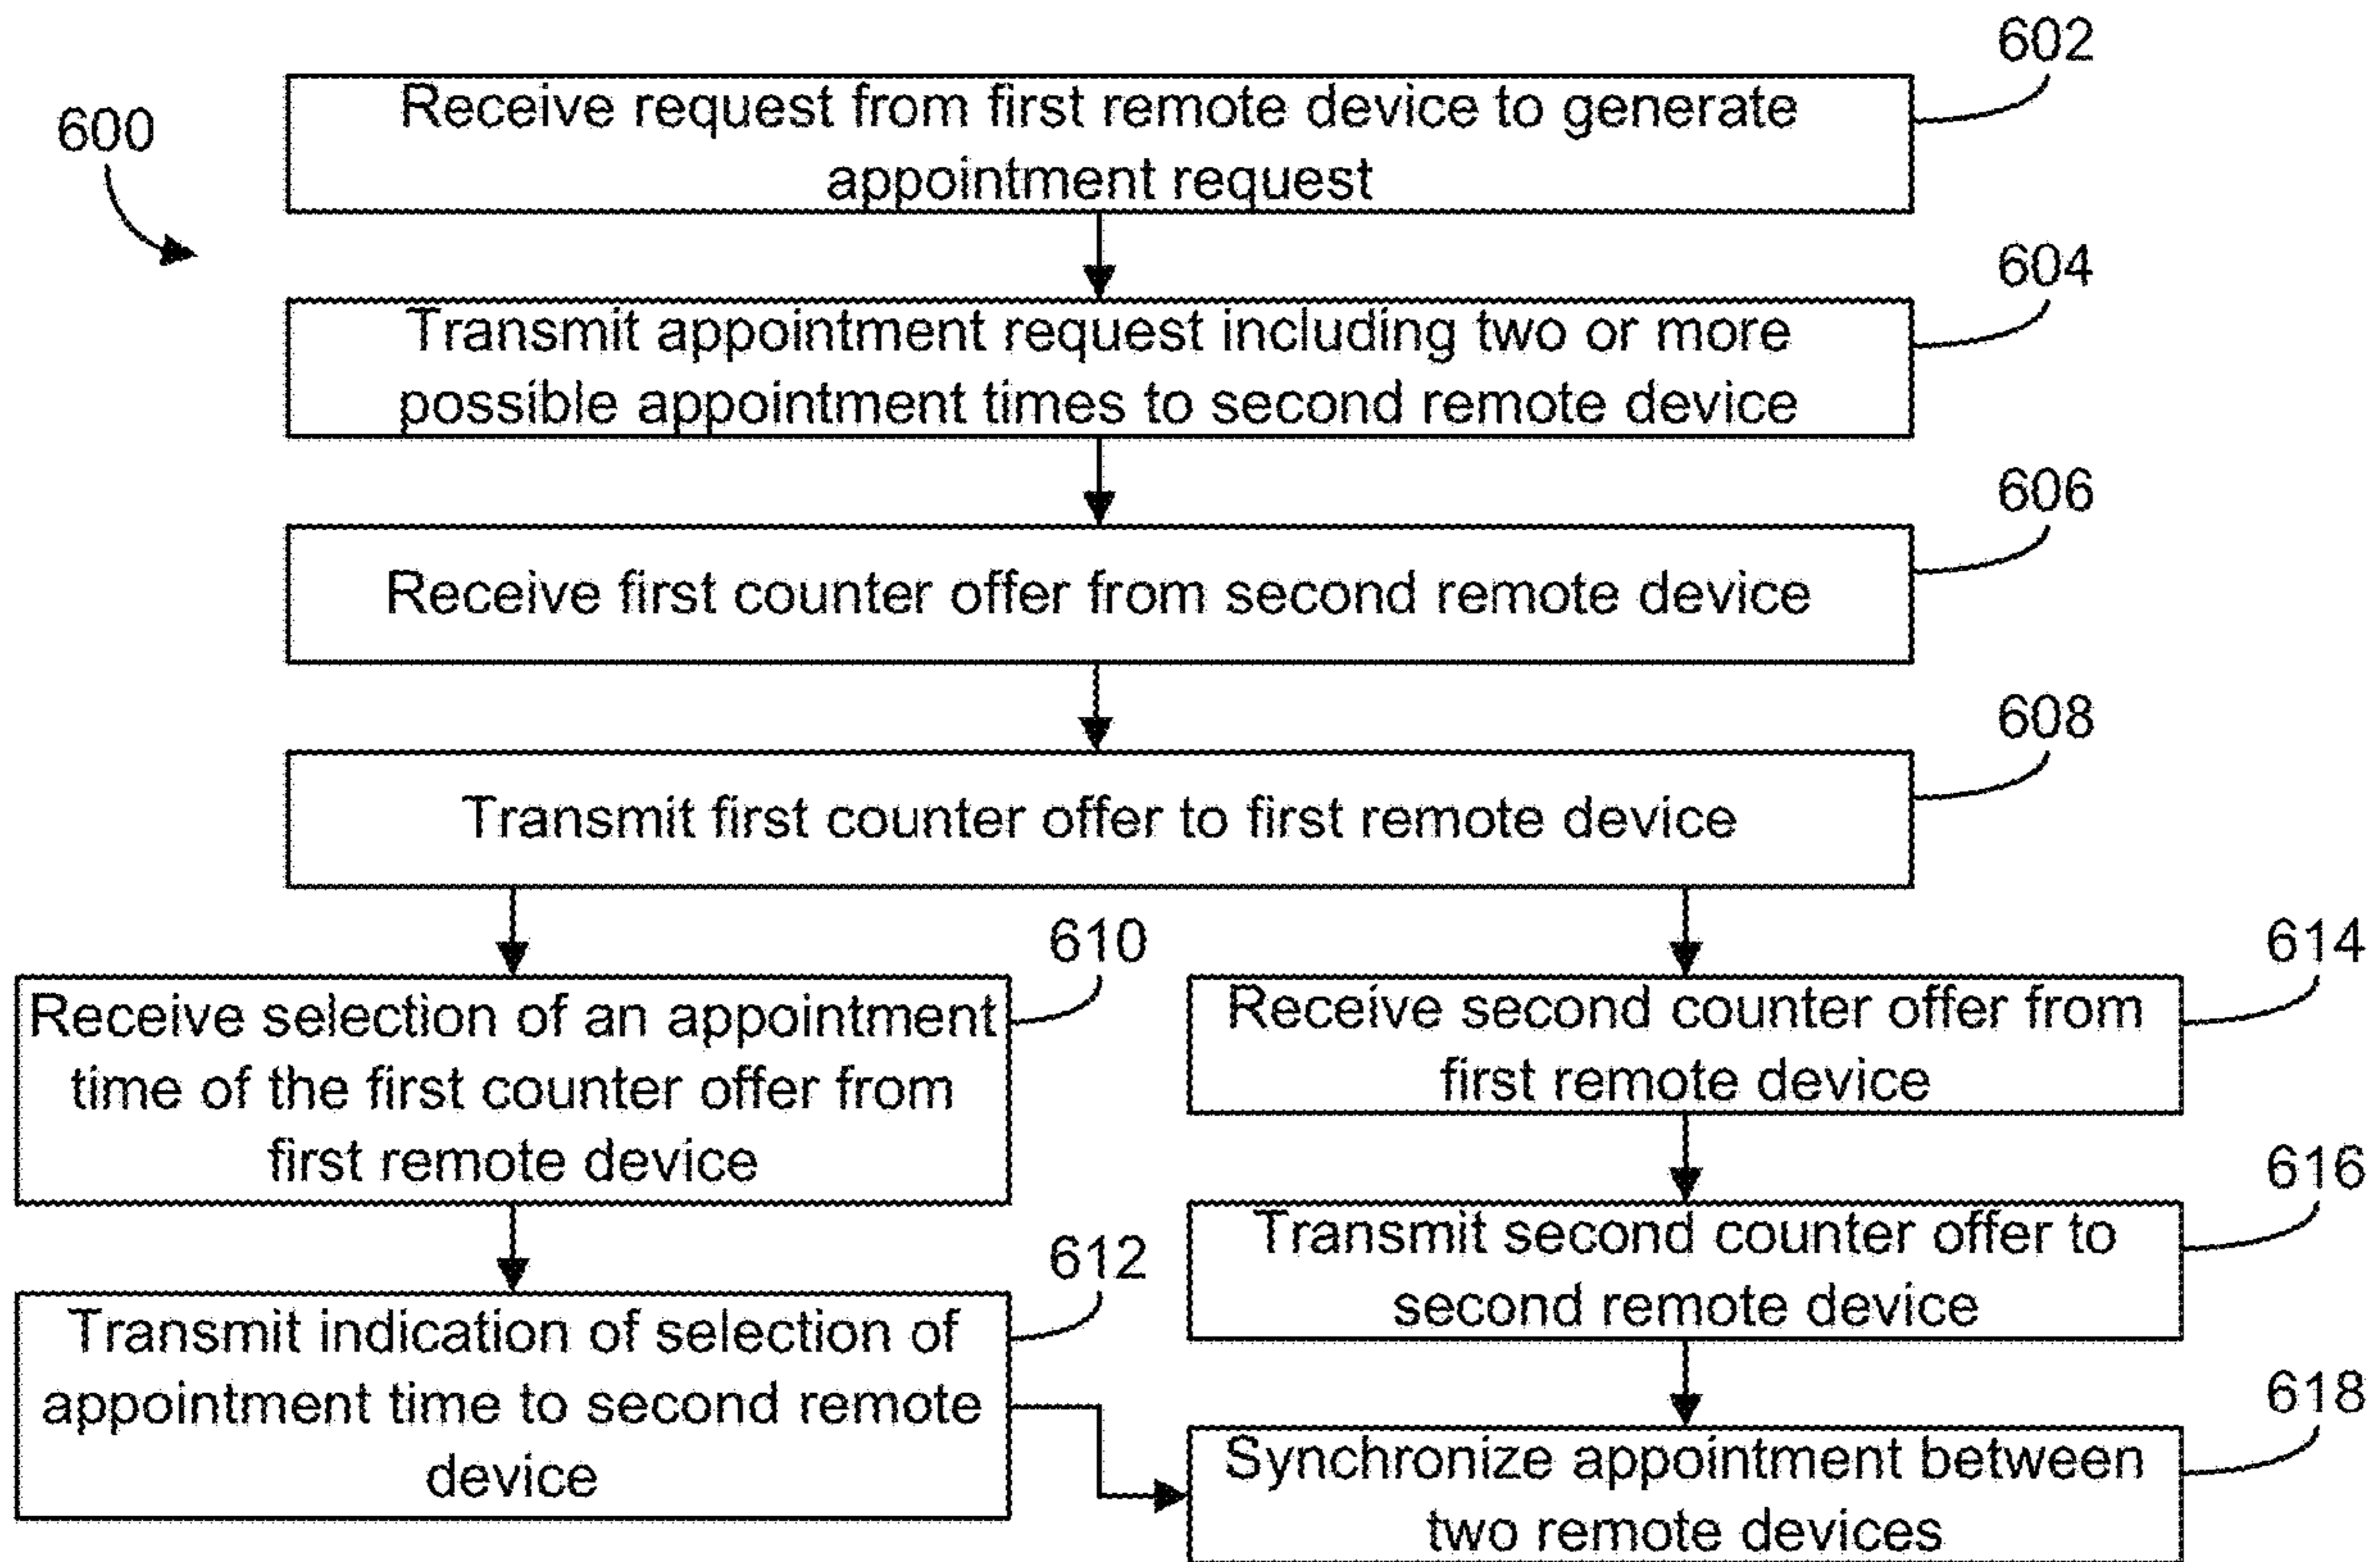 602
600
Receive request from first remote device to generate
appointment request
604
Transmit appointment request including two or more
possible appointment times to second remote device
606
Receive first counter offer from second remote device
608
Transmit first counter offer to first remote device
610
Receive selection of an appointment
time of the first counter offer from
first remote device
612
Transmit indication of selection of
appointment time to second remote
device
614
Receive second counter offer from
first remote device
616
Transmit second counter offer to
second remote device
618
Synchronize appointment between
two remote devices